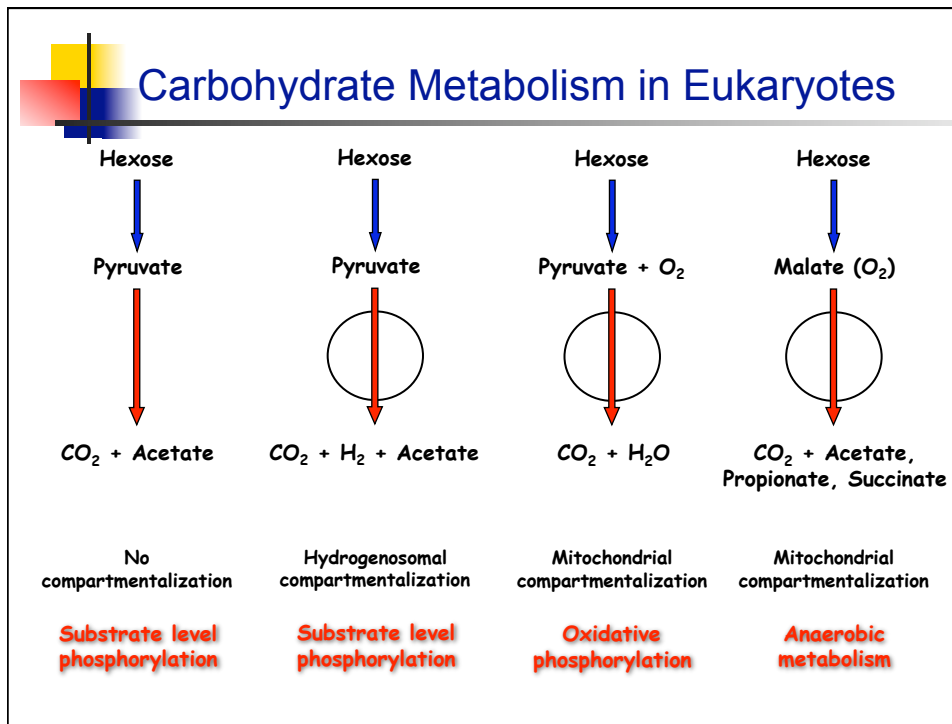 Carbohydrate Metabolism in Eukaryotes
Hexose
Pyruvate
CO₂ + Acetate
No
compartmentalization
Substrate level
phosphorylation
Hexose
Pyruvate
CO₂ + H₂ + Acetate
Hydrogenosomal
compartmentalization
Substrate level
phosphorylation
Hexose
Pyruvate + O₂
CO₂ + H₂O
Mitochondrial
compartmentalization
Oxidative
phosphorylation
Hexose
Malate (O₂)
CO₂ + Acetate,
Propionate, Succinate
Mitochondrial
compartmentalization
Anaerobic
metabolism